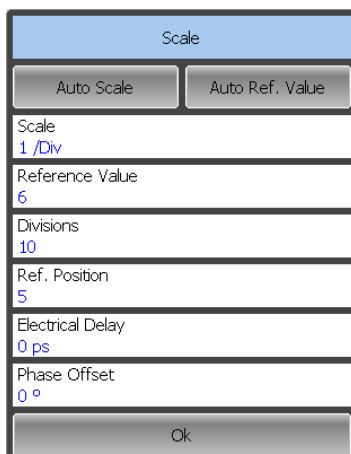 Scale
Auto Scale
Auto Ref. Value
Scale
1 /Div
Reference Value
6
Divisions
10
Ref. Position
5
Electrical Delay
0 ps
Phase Offset
0 º
Ok